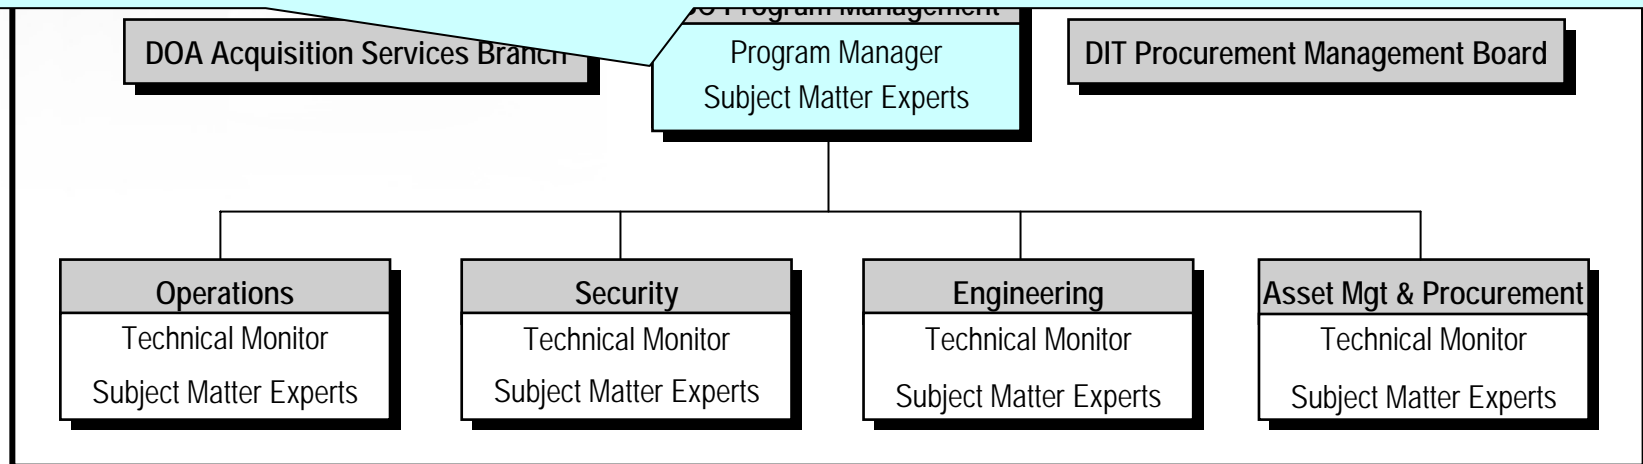 Program Management
DOA Acquisition Services Branch
Program Manager
Subject Matter Experts
DIT Procurement Management Board
Operations
Technical Monitor
Subject Matter Experts
Security
Technical Monitor
Subject Matter Experts
Engineering
Technical Monitor
Subject Matter Experts
Asset Mgt & Procurement
Technical Monitor
Subject Matter Experts